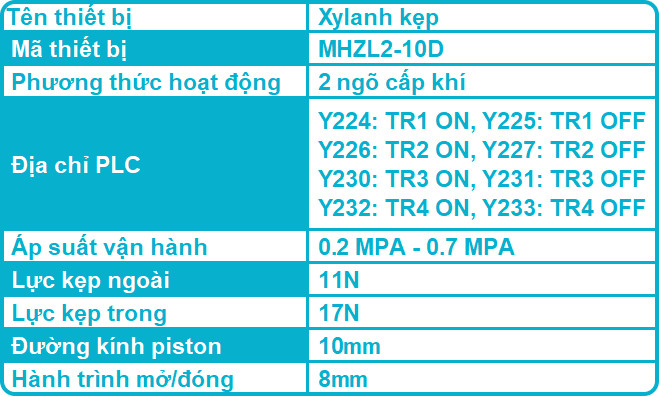 Tên thiết bị Xylanh kẹp
Mã thiết bị MHZL2-10D
Phương thức hoạt động 2 ngõ cấp khí
Địa chỉ PLC
Y224: TR1 ON, Y225: TR1 OFF
Y226: TR2 ON, Y227: TR2 OFF
Y230: TR3 ON, Y231: TR3 OFF
Y232: TR4 ON, Y233: TR4 OFF
Áp suất vận hành 0.2 MPA - 0.7 MPA
Lực kẹp ngoài 11N
Lực kẹp trong 17N
Đường kính piston 10mm
Hành trình mở/đóng 8mm